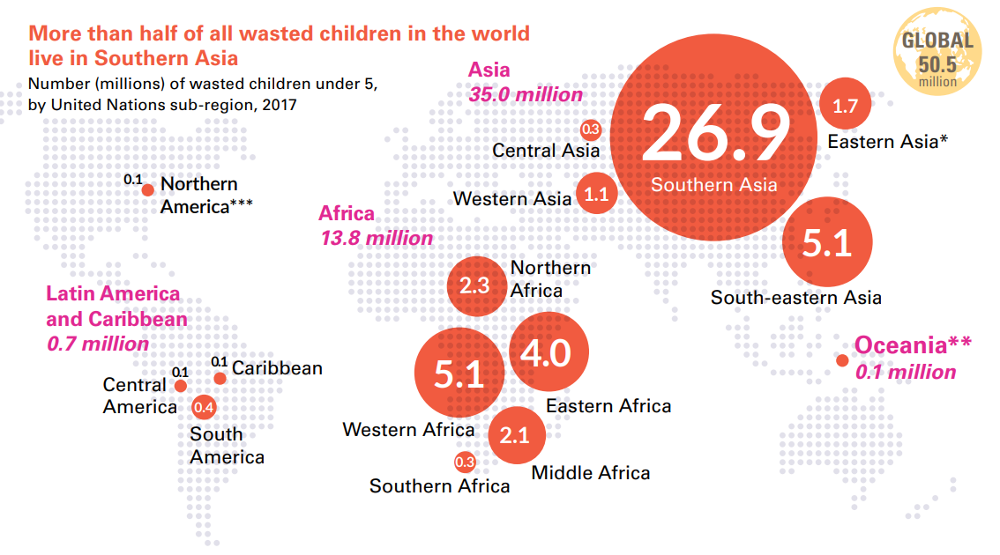 More than half of all wasted children in the world
live in Southern Asia
Number (millions) of wasted children under 5,
by United Nations sub-region, 2017
GLOBAL
50.5
million
Asia
35.0 million
0.3
Central Asia
26.9
Southern Asia
1.7
Eastern Asia*
Western Asia
1.1
5.1
South-eastern Asia
0.1
Northern
America***
Africa
13.8 million
2.3
Northern
Africa
5.1
Western Africa
4.0
Eastern Africa
2.1
Middle Africa
0.3
Southern Africa
Latin America
and Caribbean
0.7 million
0.1
Caribbean
0.1
Central
America
0.4
South
America
Oceania**
0.1 million